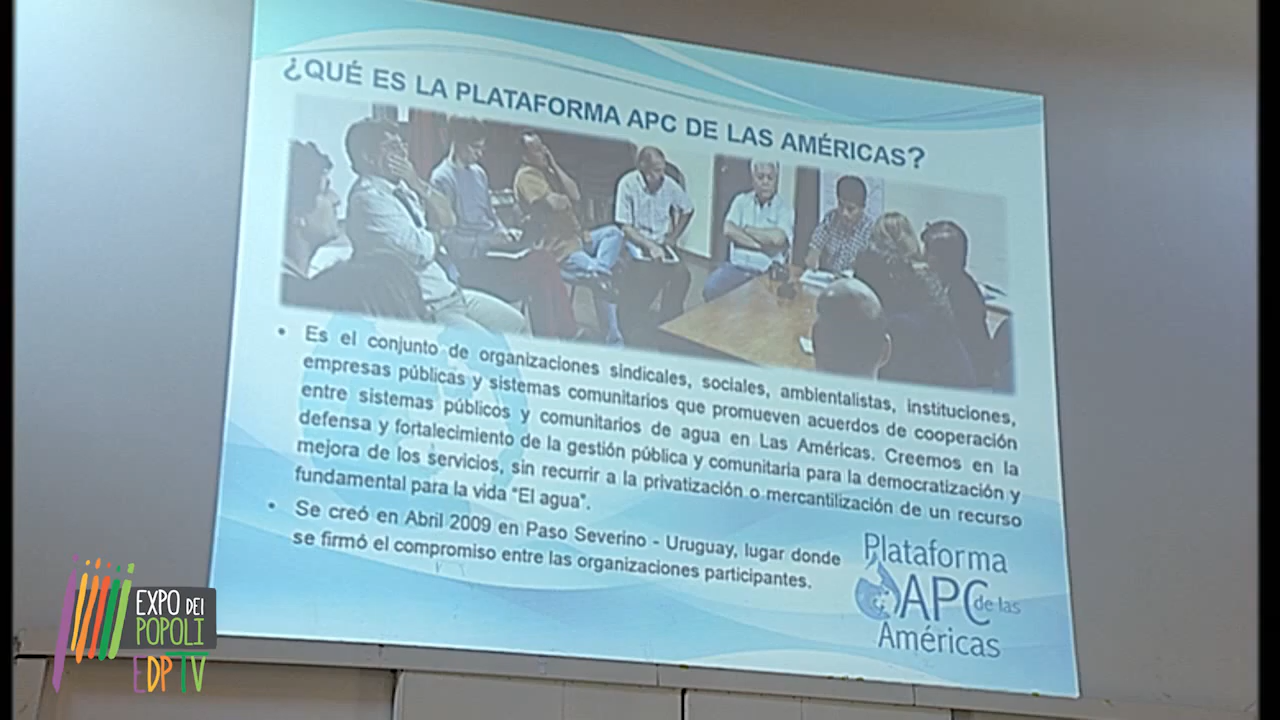 ¿QUÉ ES LA PLATAFORMA APC DE LAS AMÉRICAS?
• Es el conjunto de organizaciones sindicales, sociales, ambientalistas, instituciones,
empresas públicas y sistemas comunitarios que promueven acuerdos de cooperación
entre sistemas públicos y comunitarios de agua en Las Américas. Creemos en la
defensa y fortalecimiento de la gestión pública y comunitaria para la democratización y
mejora de los servicios, sin recurrir a la privatización o mercantilización de un recurso
fundamental para la vida "El agua".
• Se creó en Abril 2009 en Paso Severino - Uruguay, lugar donde
se firmó el compromiso entre las organizaciones participantes.
Plataforma
APC de las
Américas
EXPO DEI
POPOLI
EDPTV